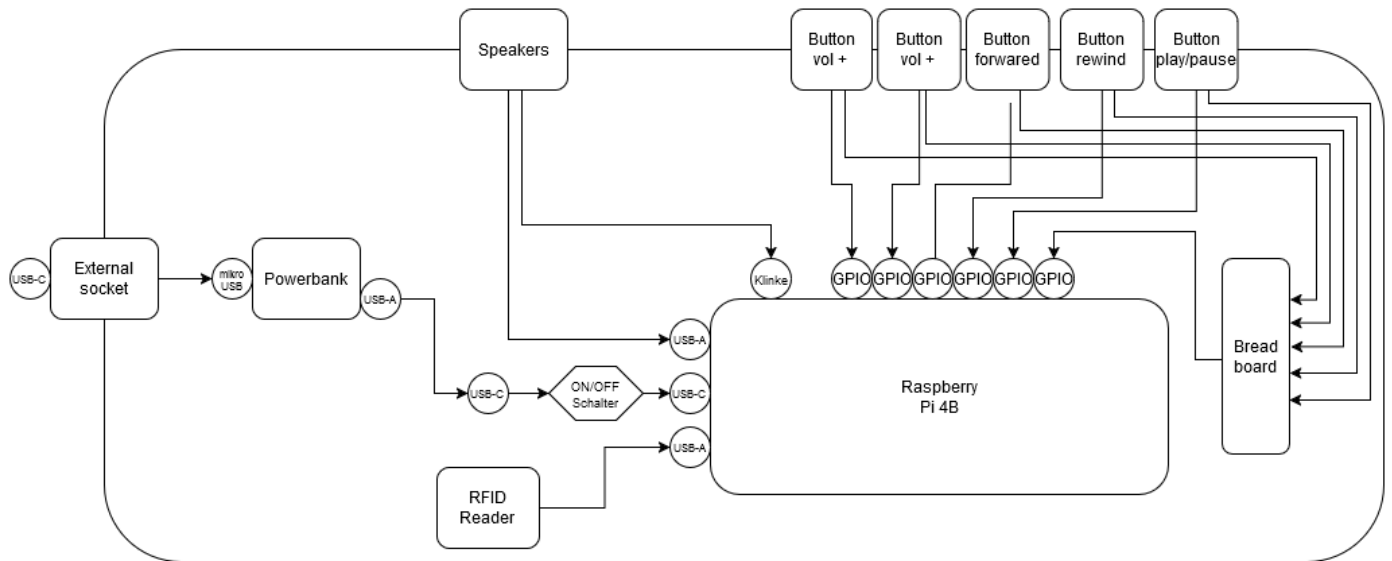 Speakers
Button
vol +
Button
vol +
Button
forwared
Button
rewind
Button
play/pause
USB-C
External
socket
mikro
USB
Powerbank
USB-A
Klinke
GPIO
GPIO
GPIO
GPIO
GPIO
GPIO
USB-A
USB-C
ON/OFF
Schalter
USB-C
USB-A
Raspberry
Pi 4B
Bread
board
RFID
Reader